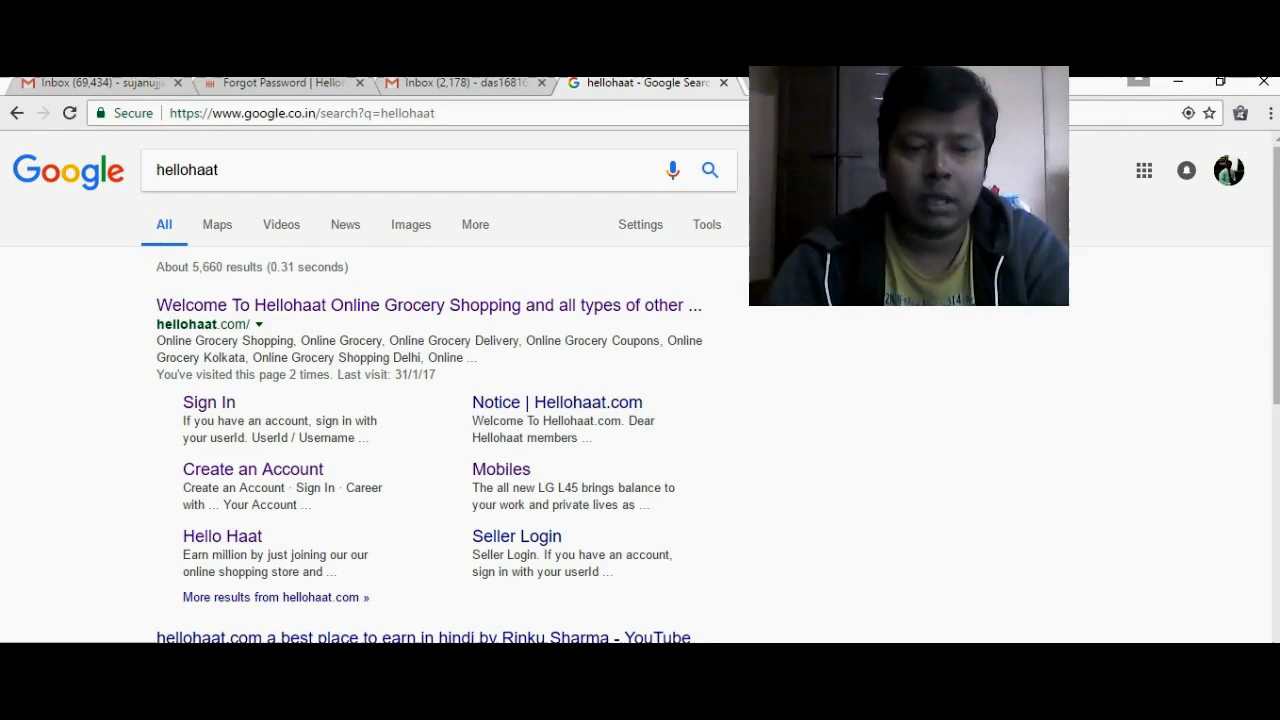 Inbox (69,434) - sujanujja
Forgot Password | Hello
Inbox (2,178) - das16816
hellohaat - Google Searc
Secure
https://www.google.co.in/search?q=hellohaat
Google
hellohaat
All
Maps
Videos
News
Images
More
Settings
Tools
About 5,660 results (0.31 seconds)
Welcome To Hellohaat Online Grocery Shopping and all types of other ...
hellohaat.com/
Online Grocery Shopping, Online Grocery, Online Grocery Delivery, Online Grocery Coupons, Online
Grocery Kolkata, Online Grocery Shopping Delhi, Online ...
You've visited this page 2 times. Last visit: 31/1/17
Sign In
If you have an account, sign in with
your userId. UserId / Username ...
Notice | Hellohaat.com
Welcome To Hellohaat.com. Dear
Hellohaat members ...
Create an Account
Create an Account · Sign In · Career
with ... Your Account ...
Mobiles
The all new LG L45 brings balance to
your work and private lives as ...
Hello Haat
Earn million by just joining our our
online shopping store and ...
Seller Login
Seller Login. If you have an account,
sign in with your userId ...
More results from hellohaat.com »
hellohaat.com a best place to earn in hindi by Rinku Sharma - YouTube